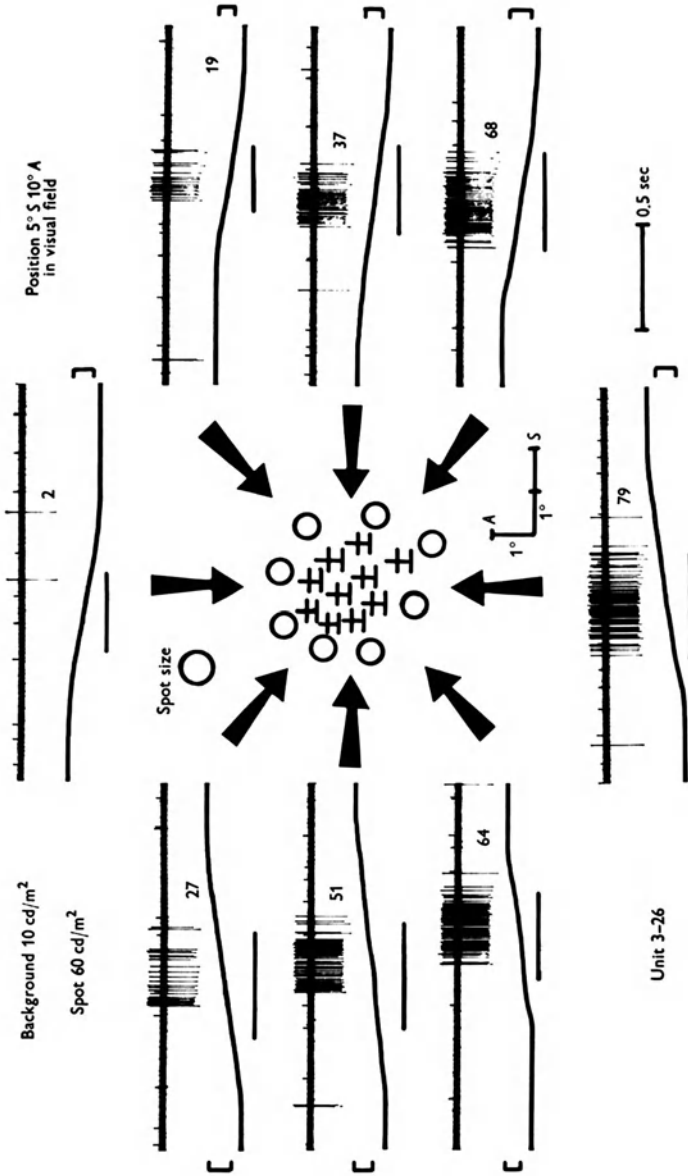 Background 10 cd/m²
Spot 60 cd/m²
2
Position 5° S 10° A
in visual field
27
Spot size
19
51
37
64
A
1°
1°
S
68
Unit 3–26
79
0.5 sec